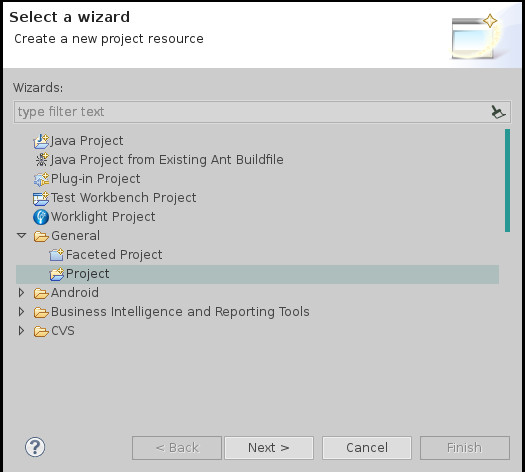 Select a wizard
Create a new project resource
Wizards:
type filter text
Java Project
Java Project from Existing Ant Buildfile
Plug-in Project
Test Workbench Project
Worklight Project
General
Faceted Project
Project
Android
Business Intelligence and Reporting Tools
CVS
? < Back Next > Cancel Finish